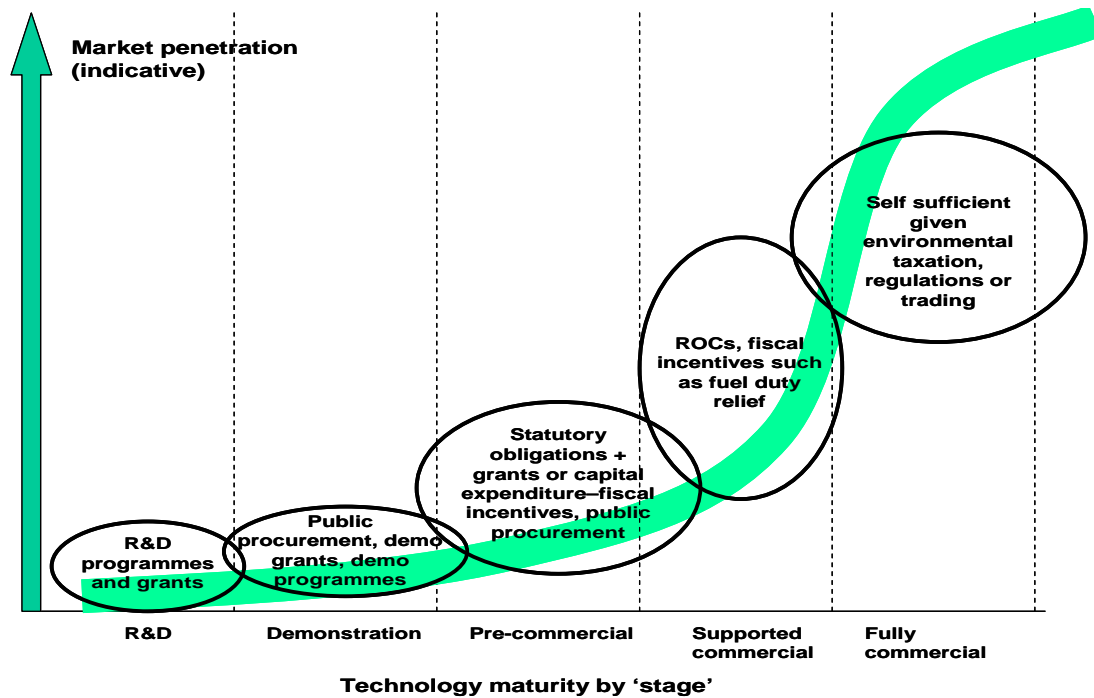 Market penetration
(indicative)
Self sufficient
given
environmental
taxation,
regulations or
trading
ROCs, fiscal
incentives such
as fuel duty
relief
Statutory
obligations +
grants or capital
expenditure–fiscal
incentives, public
procurement
Public
procurement, demo
grants, demo
programmes
R&D
programmes
and grants
R&D
Demonstration
Pre-commercial
Supported
commercial
Fully
commercial
Technology maturity by ‘stage’